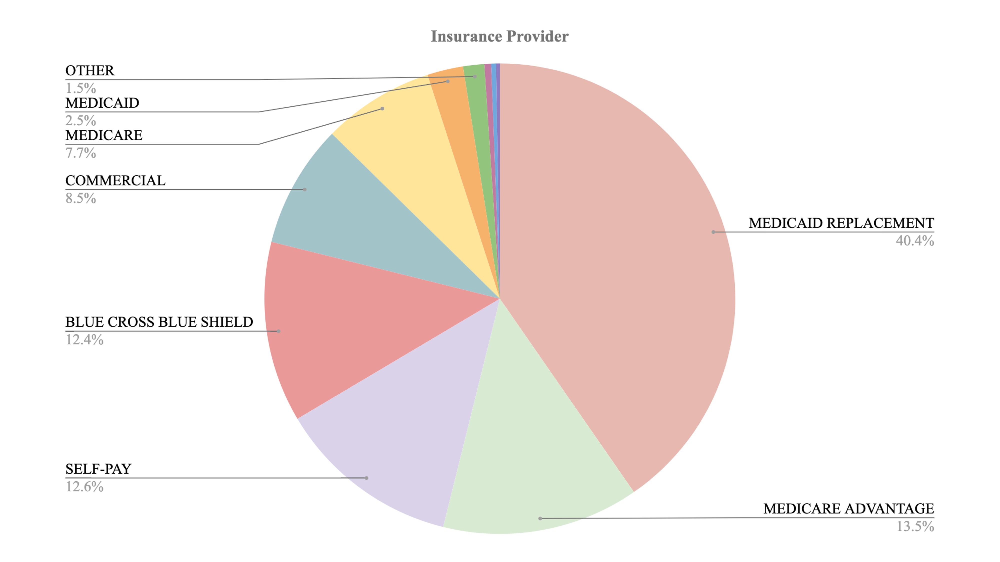 Insurance Provider
OTHER
1.5%
MEDICAID
2.5%
MEDICARE
7.7%
COMMERCIAL
8.5%
BLUE CROSS BLUE SHIELD
12.4%
SELF-PAY
12.6%
MEDICAID REPLACEMENT
40.4%
MEDICARE ADVANTAGE
13.5%